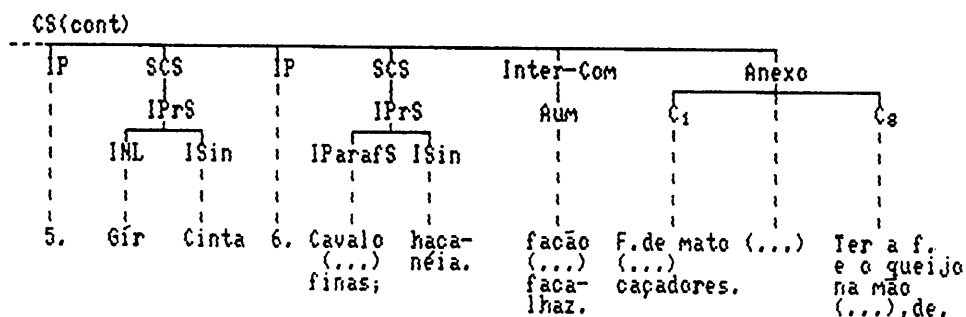 CS(cont)
IP SCS IP SCS Inter-Com Anexo
IPrS IPrS Aum C1 C8
INL ISin IParafS ISin
5. Gír Cinta 6. Cavalo haca- facão F.de mato (...) Ter a f.
(...) néia. (...) (...) e o queijo
finas; faca- caçadores. na mão
lhaz. (...),de.